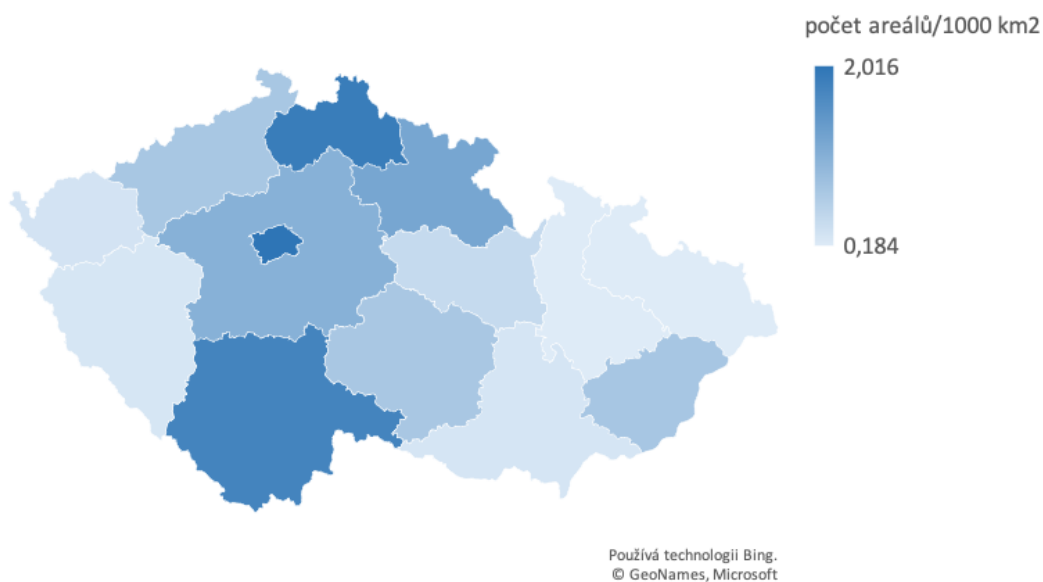 počet areálů/1000 km2
2,016
0,184
Používá technologii Bing.
© GeoNames, Microsoft